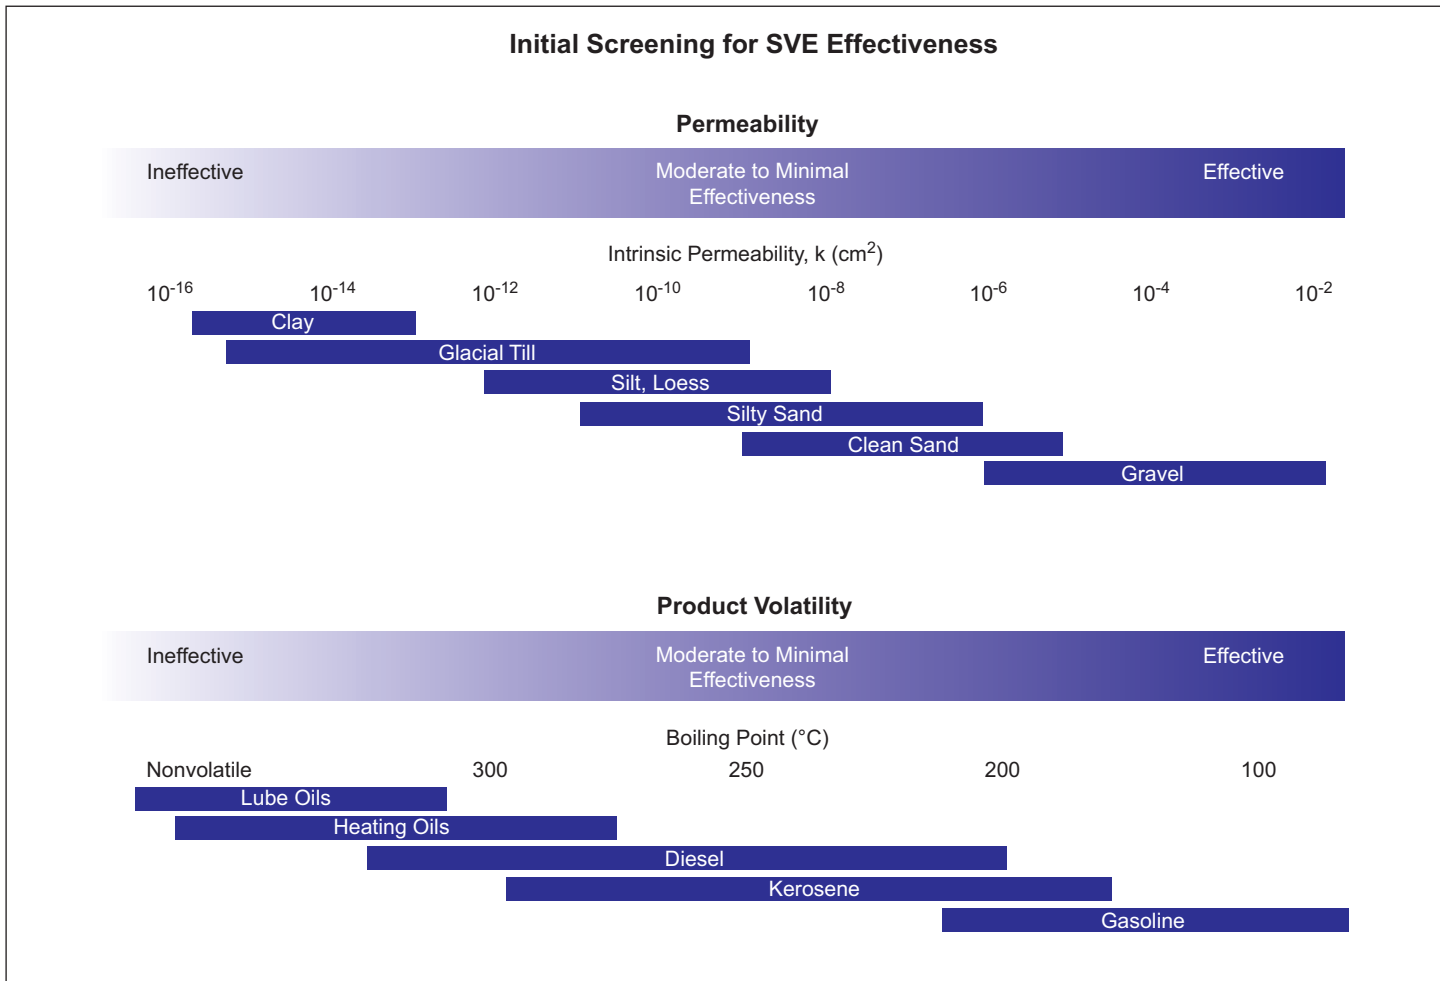 Initial Screening for SVE Effectiveness
Permeability
Ineffective
Moderate to Minimal
Effectiveness
Effective
Intrinsic Permeability, k (cm²)
10⁻¹⁶ 10⁻¹⁴ 10⁻¹² 10⁻¹⁰ 10⁻⁸ 10⁻⁶ 10⁻⁴ 10⁻²
Clay
Glacial Till
Silt, Loess
Silty Sand
Clean Sand
Gravel
Product Volatility
Ineffective
Moderate to Minimal
Effectiveness
Effective
Boiling Point (°C)
Nonvolatile 300 250 200 100
Lube Oils
Heating Oils
Diesel
Kerosene
Gasoline